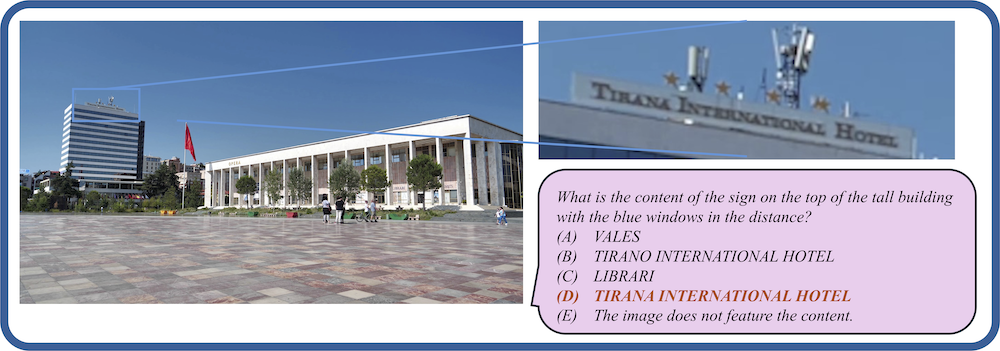 TIRANA INTERNATIONAL HOTEL
What is the content of the sign on the top of the tall building
with the blue windows in the distance?
(A) VALES
(B) TIRANO INTERNATIONAL HOTEL
(C) LIBRARI
(D) TIRANA INTERNATIONAL HOTEL
(E) The image does not feature the content.